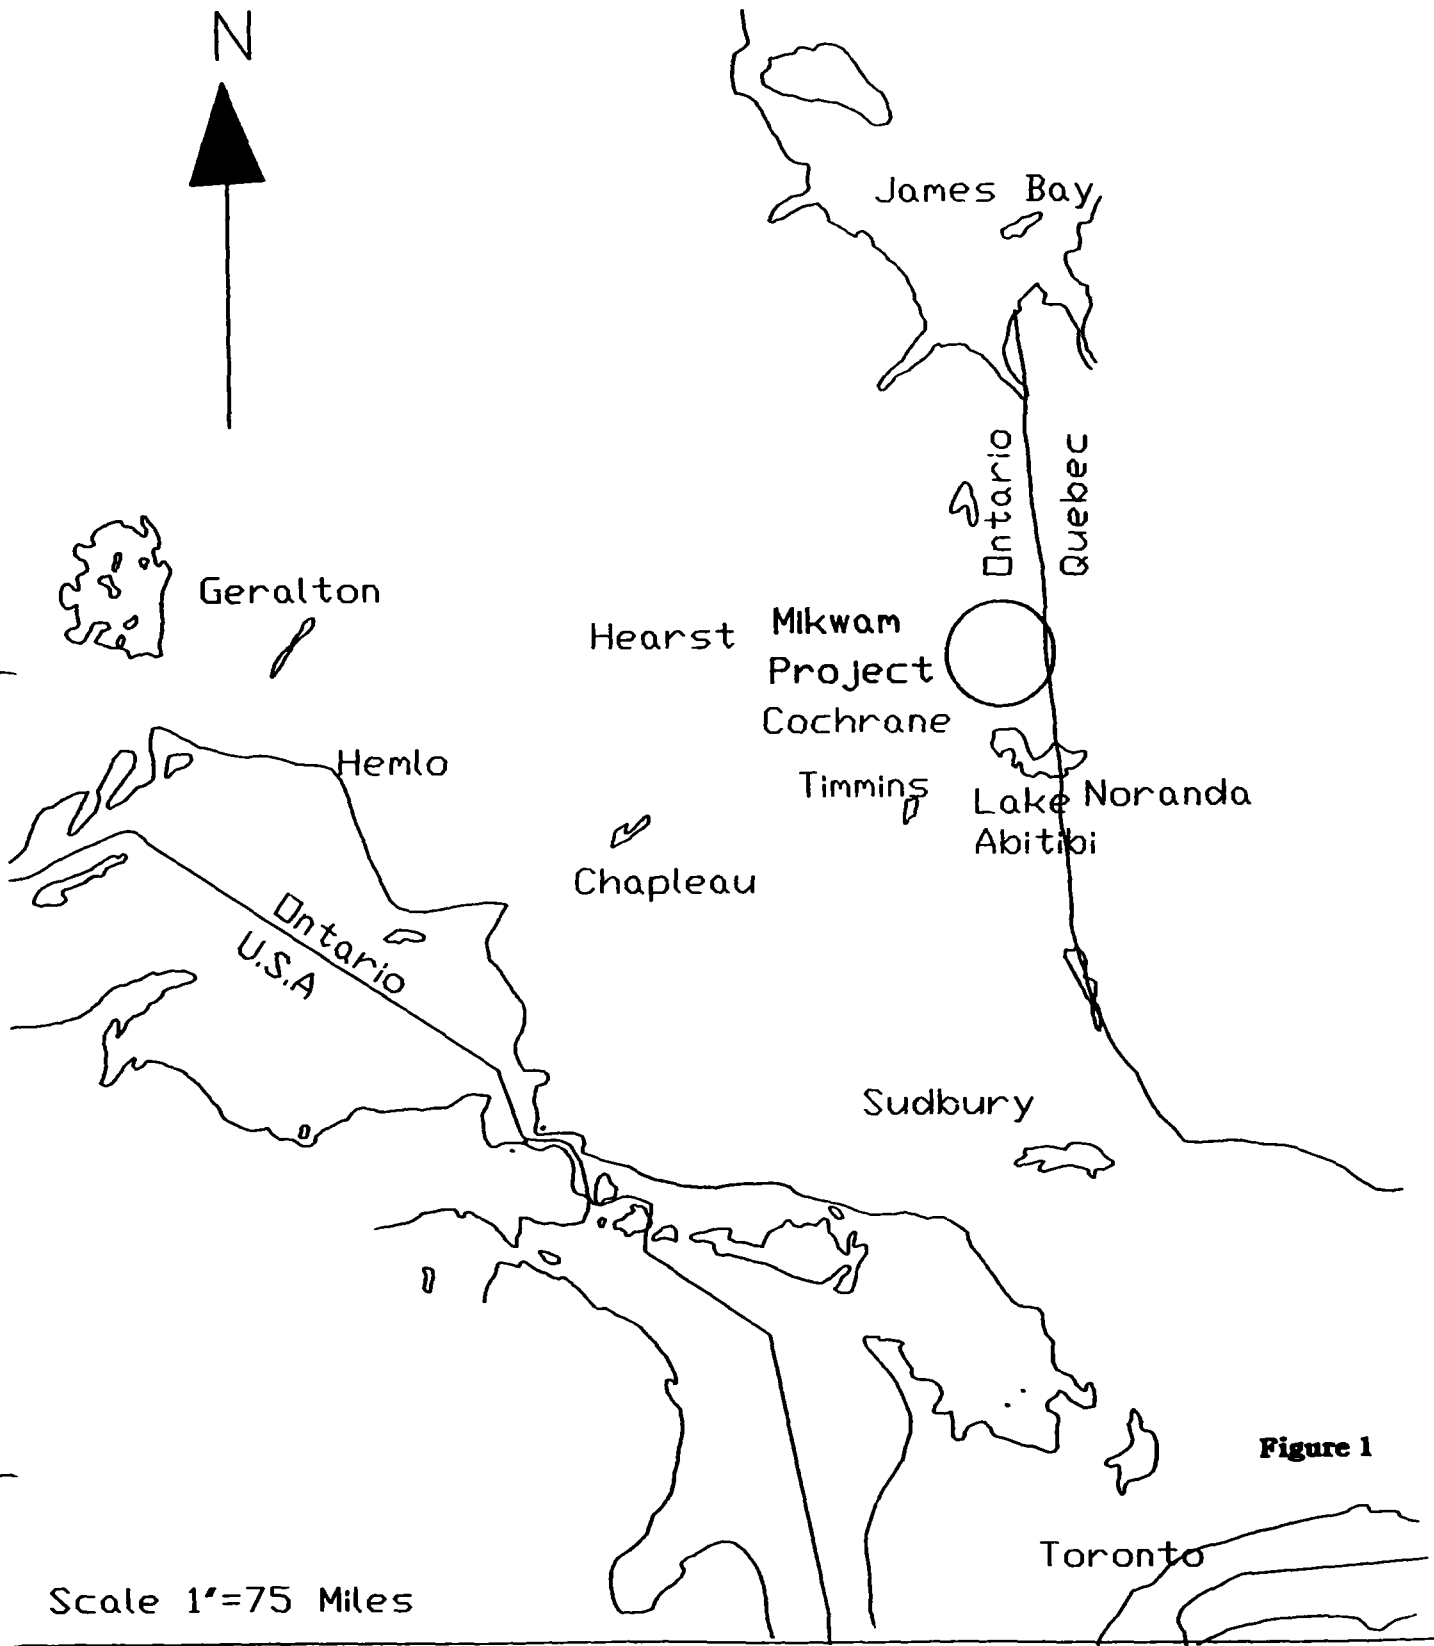 N
James Bay
Ontario
Quebec
Geralton
Hearst
Mikwam
Project
Cochrane
Hemlo
Timmins
Lake
Abitibi
Noranda
Chapleau
Ontario
U.S.A
Sudbury
Figure 1
Toronto
Scale 1"=75 Miles